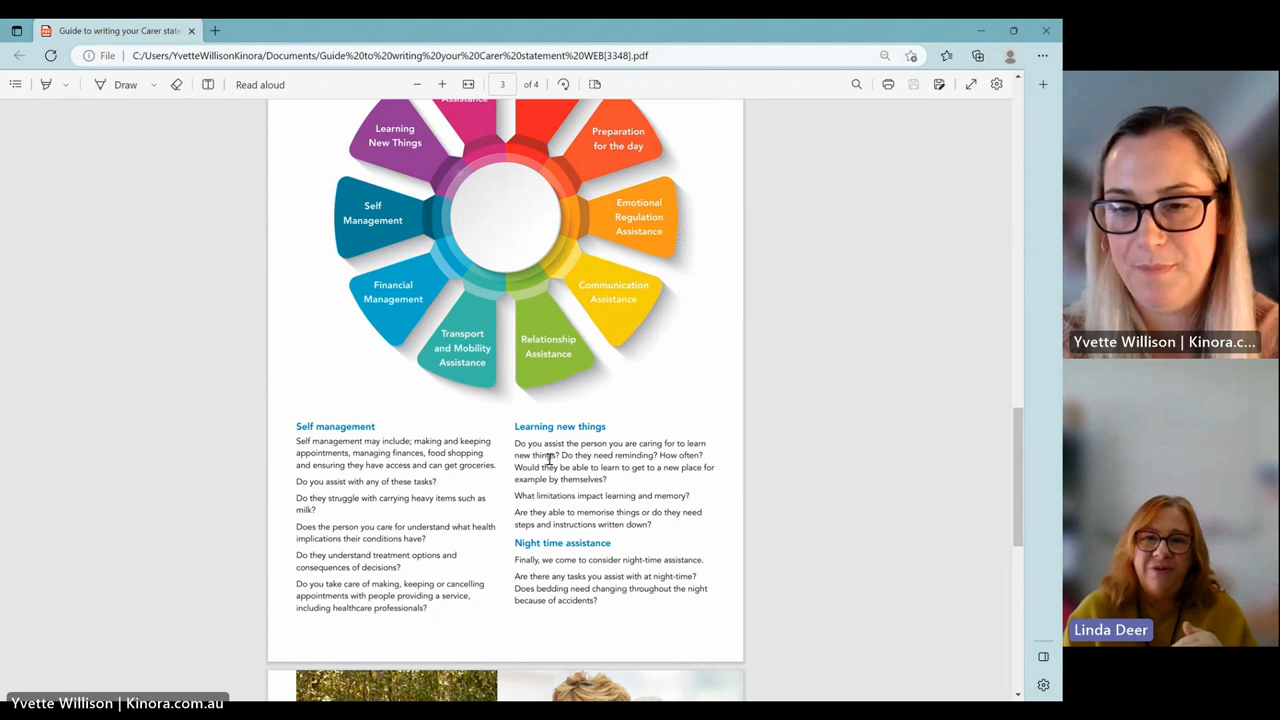 Guide to writing your Carer stat
File
C:/Users/YvetteWillisonKinora/Documents/Guide%20to%20writing%20your%20Carer%20statement%20WEB[3348].pdf
Draw
Read aloud
3
of 4
Assistance
Learning
New Things
Preparation
for the day
Self
Management
Emotional
Regulation
Assistance
Financial
Management
Communication
Assistance
Transport
and Mobility
Assistance
Relationship
Assistance
Self management
Self management may include; making and keeping
appointments, managing finances, food shopping
and ensuring they have access and can get groceries.
Do you assist with any of these tasks?
Do they struggle with carrying heavy items such as
milk?
Does the person you care for understand what health
implications their conditions have?
Do they understand treatment options and
consequences of decisions?
Do you take care of making, keeping or cancelling
appointments with people providing a service,
including healthcare professionals?
Learning new things
Do you assist the person you are caring for to learn
new things? Do they need reminding? How often?
Would they be able to learn to get to a new place for
example by themselves?
What limitations impact learning and memory?
Are they able to memorise things or do they need
steps and instructions written down?
Night time assistance
Finally, we come to consider night-time assistance.
Are there any tasks you assist with at night-time?
Does bedding need changing throughout the night
because of accidents?
Yvette Willison | Kinora.c...
Linda Deer
Yvette Willison | Kinora.com.au